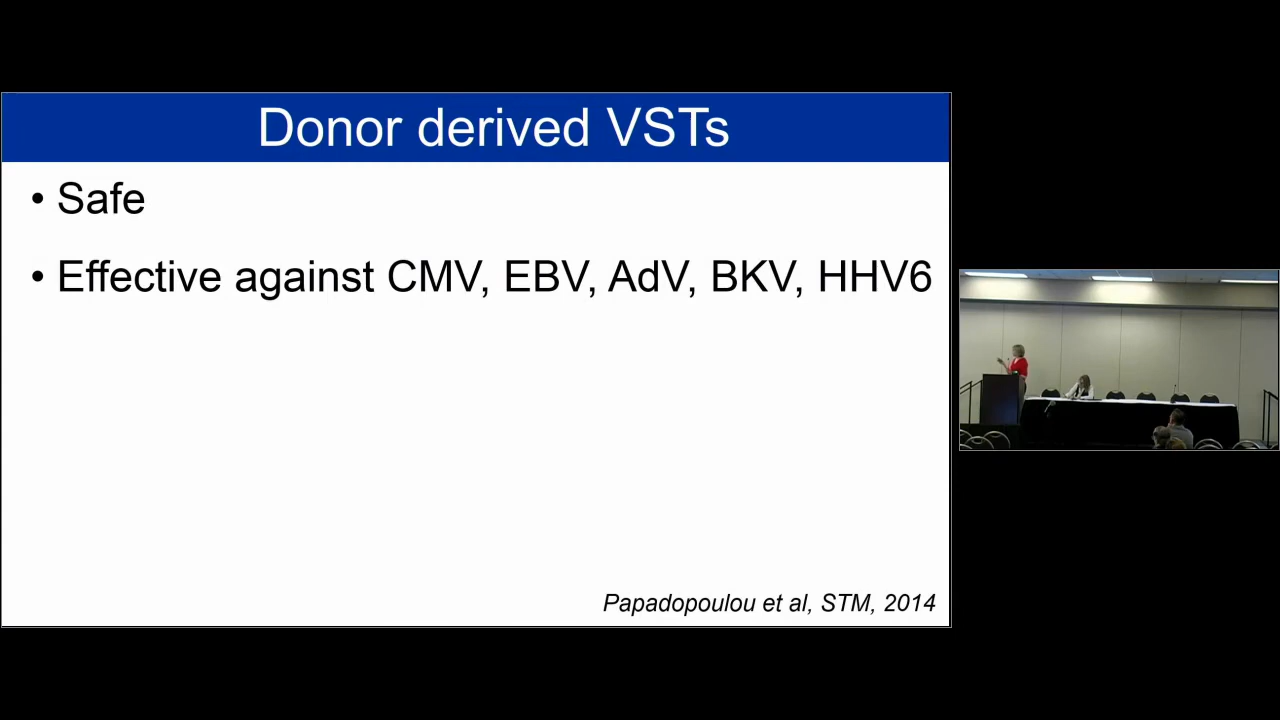 Donor derived VSTs
• Safe
• Effective against CMV, EBV, AdV, BKV, HHV6
Papadopoulou et al, STM, 2014